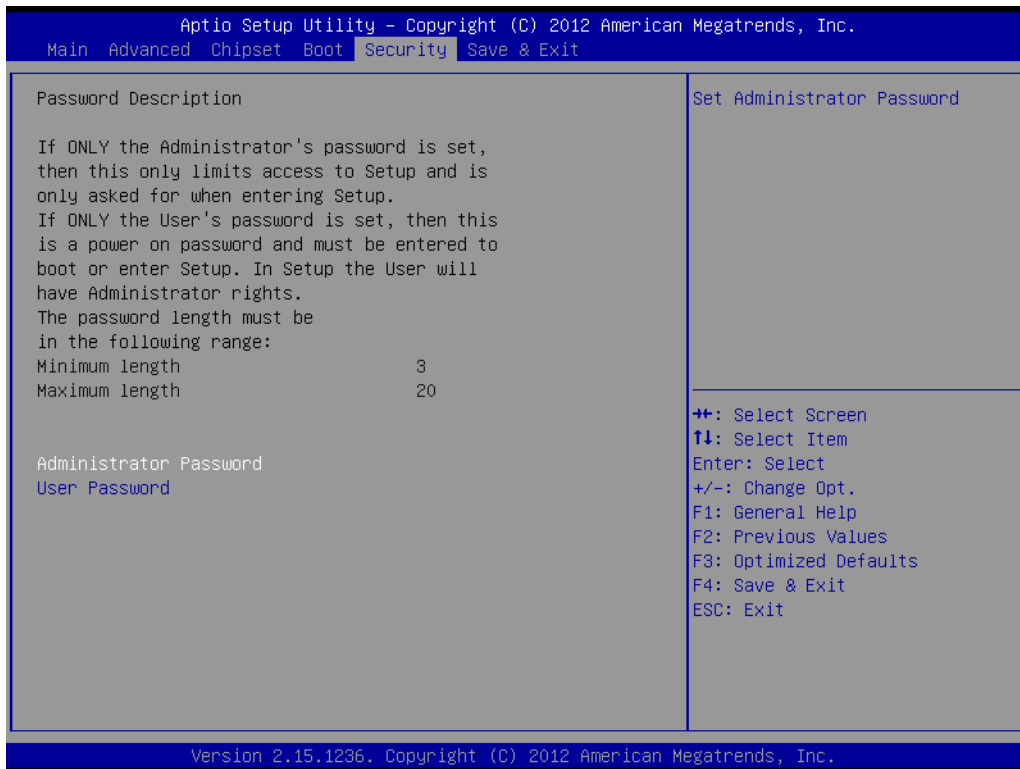 Aptio Setup Utility – Copyright (C) 2012 American Megatrends, Inc.
Main Advanced Chipset Boot Security Save & Exit
Password Description
If ONLY the Administrator's password is set,
then this only limits access to Setup and is
only asked for when entering Setup.
If ONLY the User's password is set, then this
is a power on password and must be entered to
boot or enter Setup. In Setup the User will
have Administrator rights.
The password length must be
in the following range:
Minimum length 3
Maximum length 20
Administrator Password
User Password
Set Administrator Password
→←: Select Screen
↑↓: Select Item
Enter: Select
+/-: Change Opt.
F1: General Help
F2: Previous Values
F3: Optimized Defaults
F4: Save & Exit
ESC: Exit
Version 2.15.1236. Copyright (C) 2012 American Megatrends, Inc.